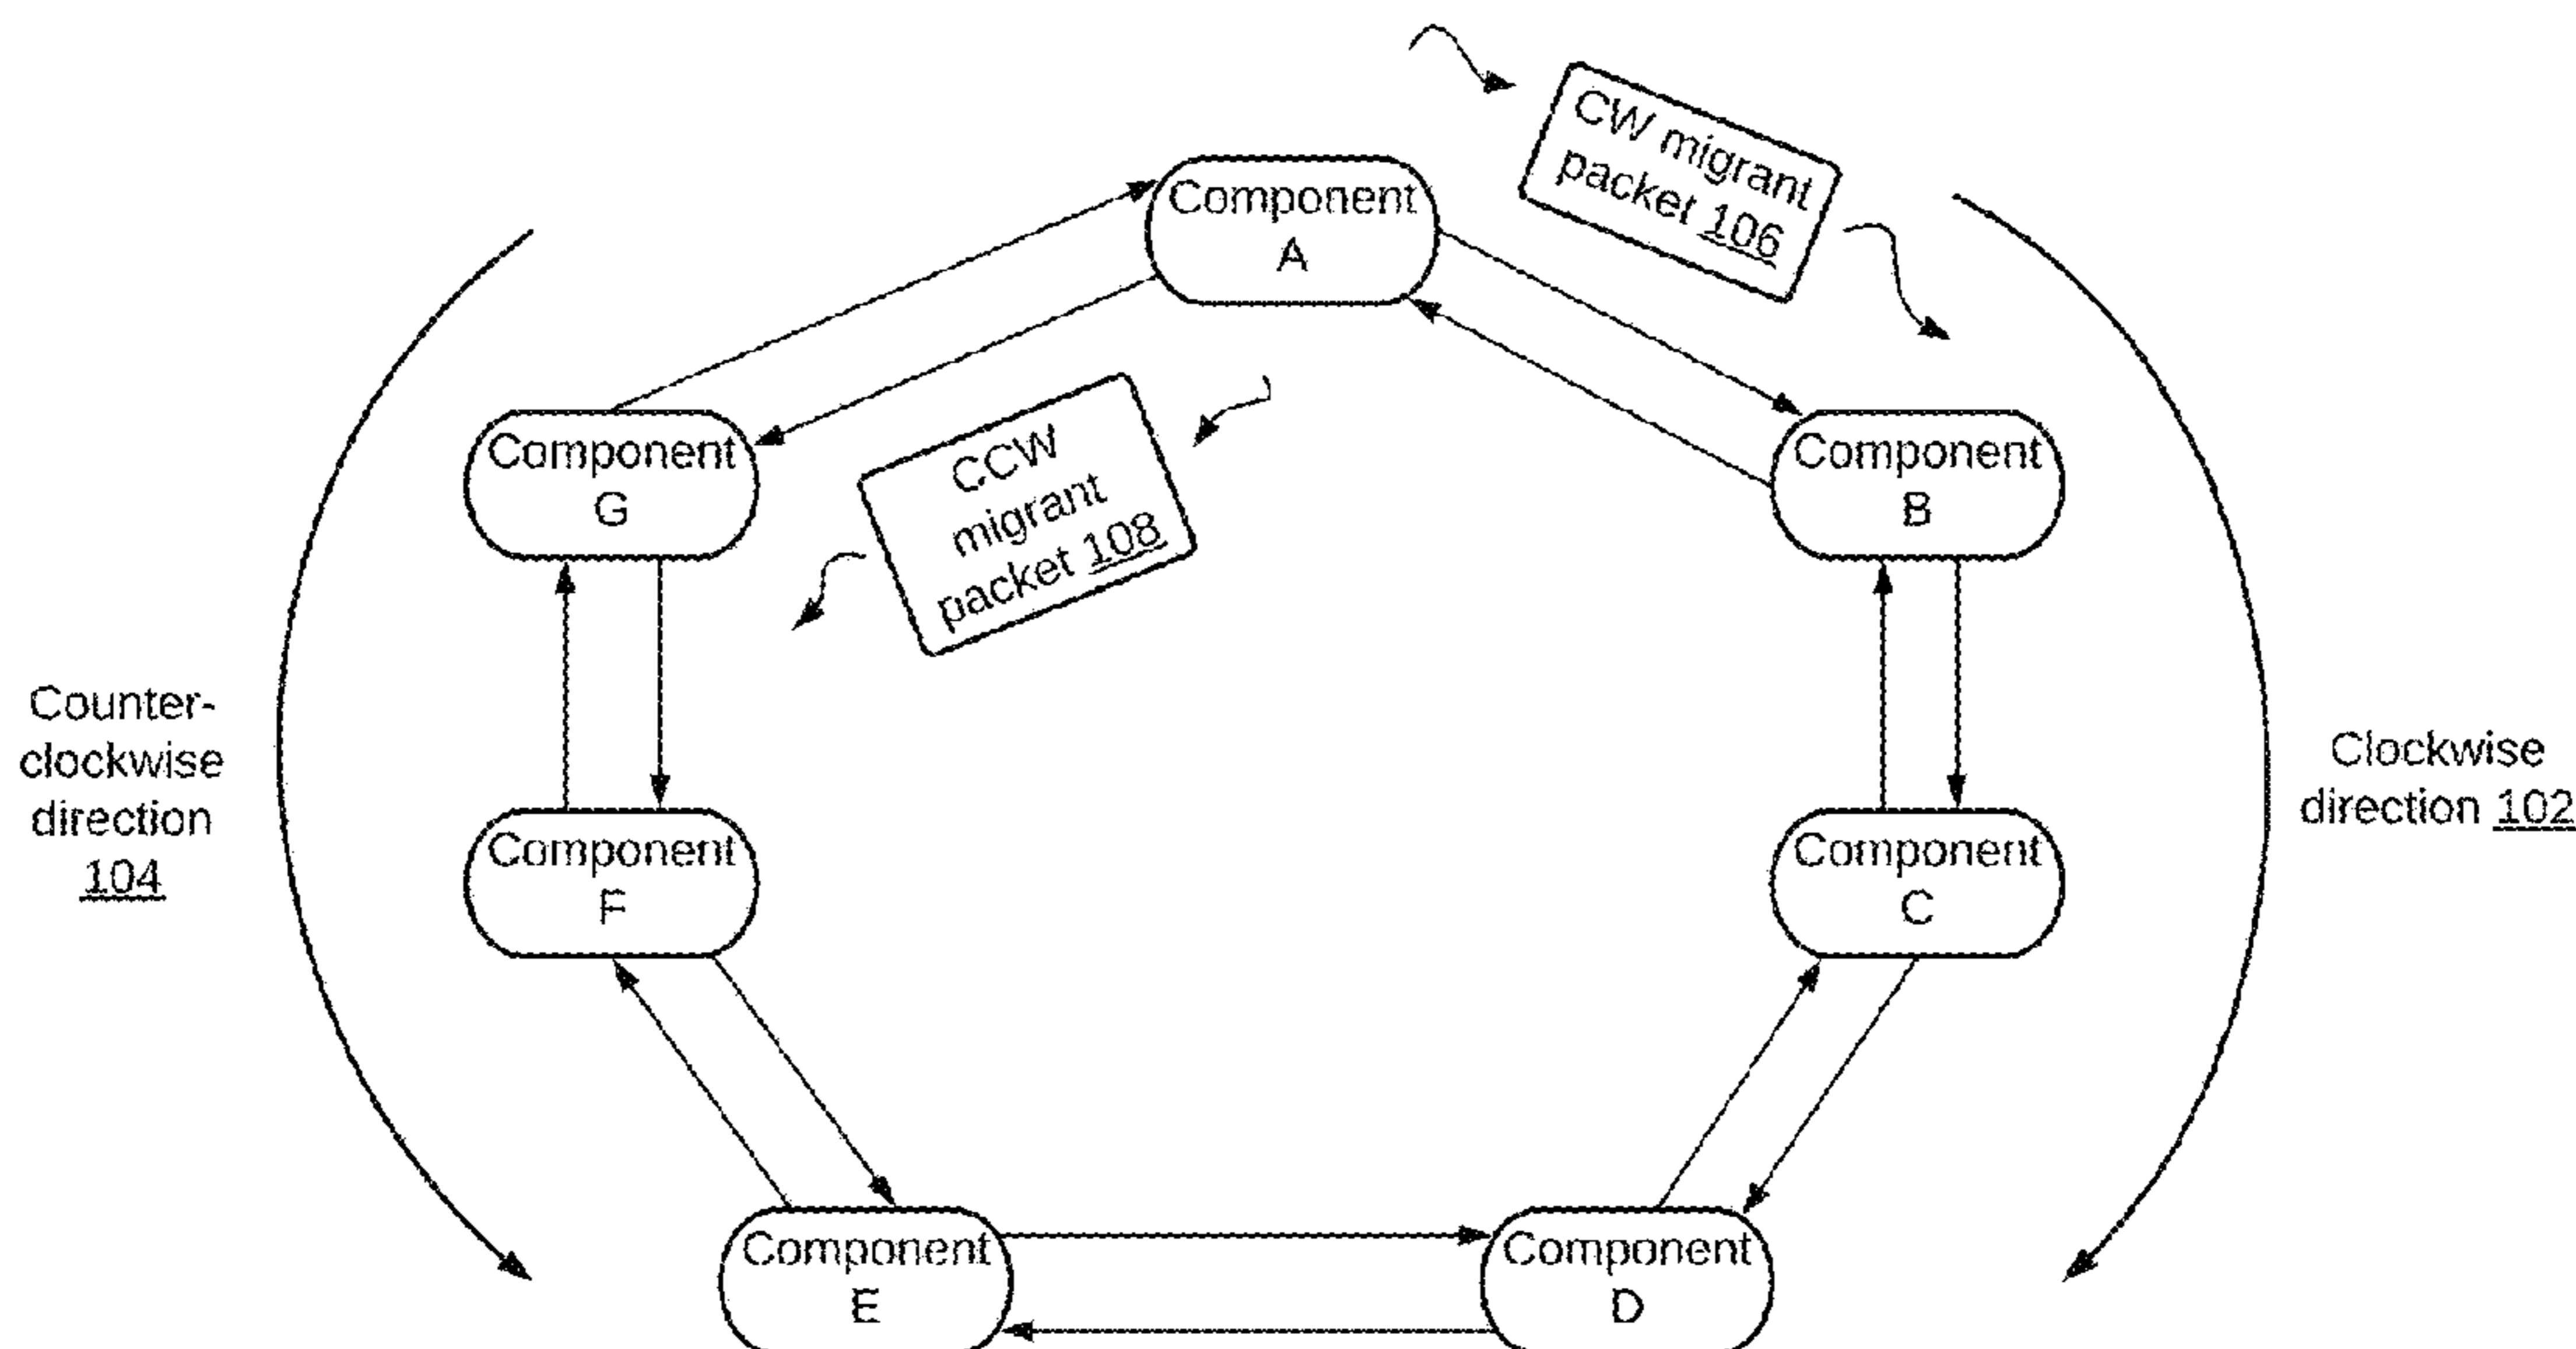 CW migrant
packet 106
Component
A
CCW
migrant
packet 108
Component
G
Component
B
Counter-
clockwise
direction
104
Clockwise
direction 102
Component
F
Component
C
Component
E
Component
D